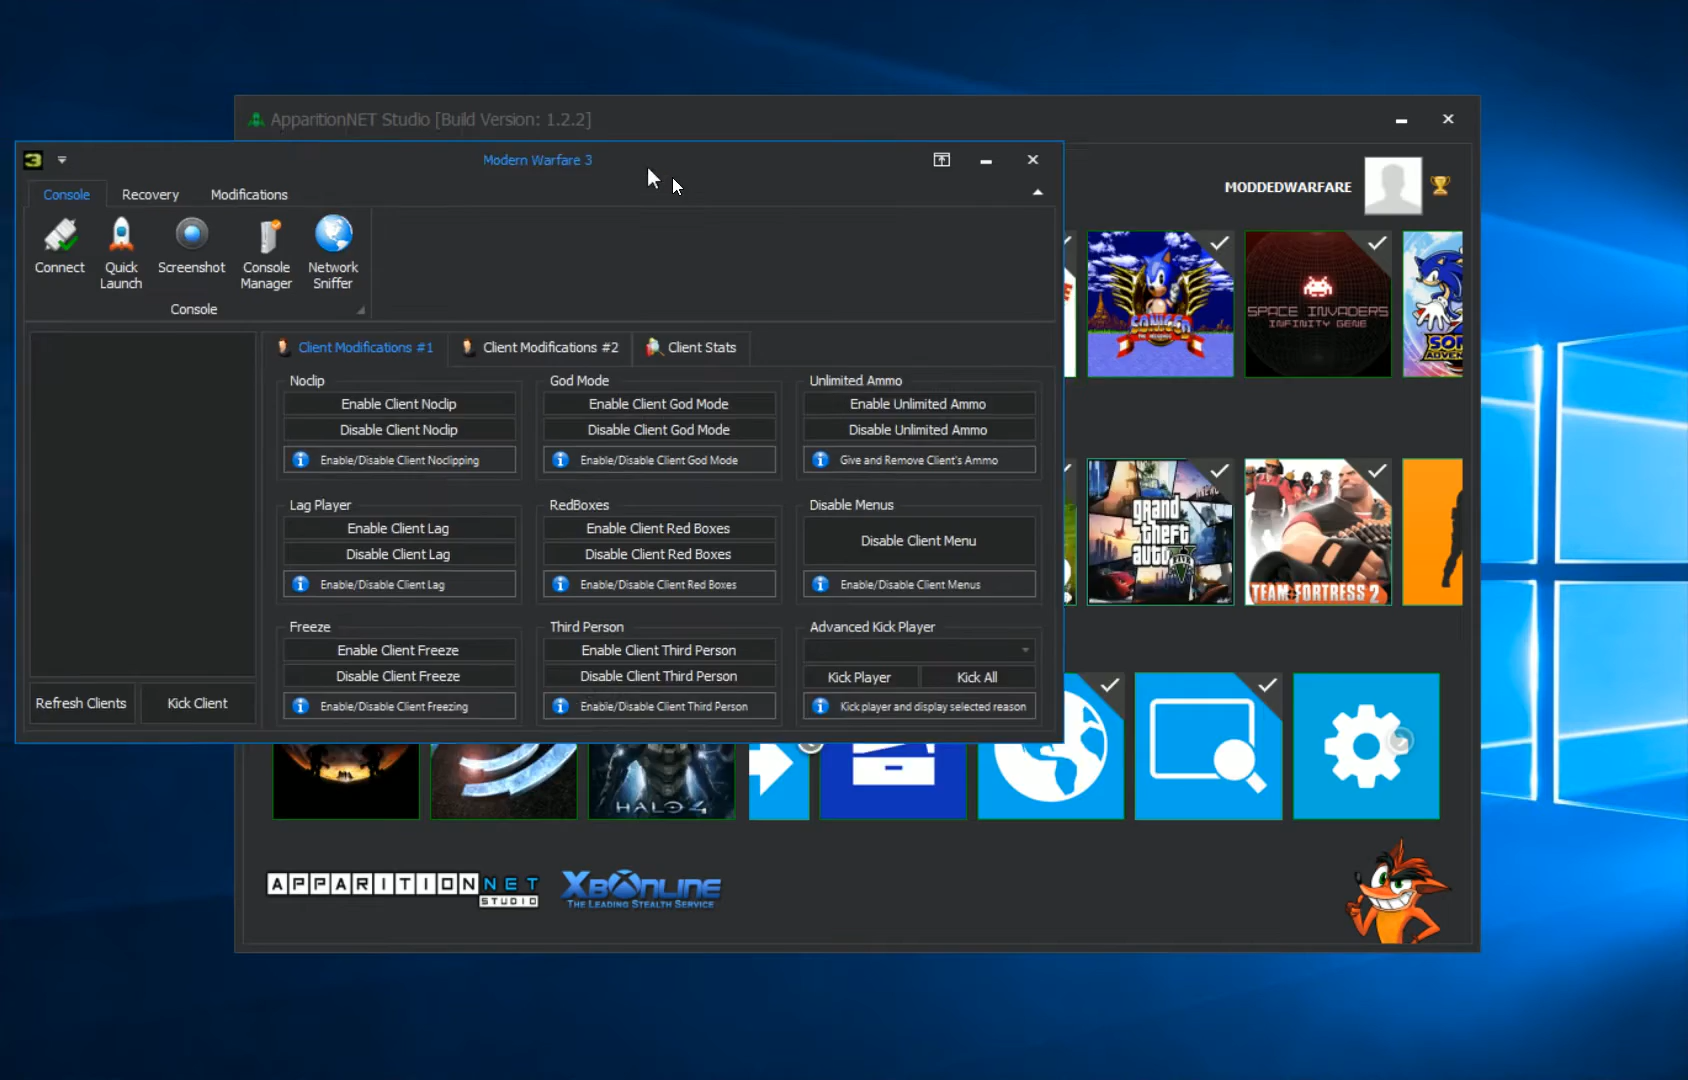 ApparitionNET Studio [Build Version: 1.2.2]
Modern Warfare 3
MODDEDWARFARE
Console
Recovery
Modifications
Connect
Quick Launch
Screenshot
Console Manager
Network Sniffer
Console
Client Modifications #1
Client Modifications #2
Client Stats
Noclip
Enable Client Noclip
Disable Client Noclip
Enable/Disable Client Noclipping
God Mode
Enable Client God Mode
Disable Client God Mode
Enable/Disable Client God Mode
Unlimited Ammo
Enable Unlimited Ammo
Disable Unlimited Ammo
Give and Remove Client's Ammo
Lag Player
Enable Client Lag
Disable Client Lag
Enable/Disable Client Lag
RedBoxes
Enable Client Red Boxes
Disable Client Red Boxes
Enable/Disable Client Red Boxes
Disable Menus
Disable Client Menu
Enable/Disable Client Menus
Freeze
Enable Client Freeze
Disable Client Freeze
Enable/Disable Client Freezing
Third Person
Enable Client Third Person
Disable Client Third Person
Enable/Disable Client Third Person
Advanced Kick Player
Kick Player
Kick All
Kick player and display selected reason
Refresh Clients
Kick Client
SPACE INVADERS
INFINITY GENE
grand
theft
auto
V
TEAM FORTRESS 2
HALO 4
APPARITIONNET
STUDIO
XBONLINE
THE LEADING STEALTH SERVICE